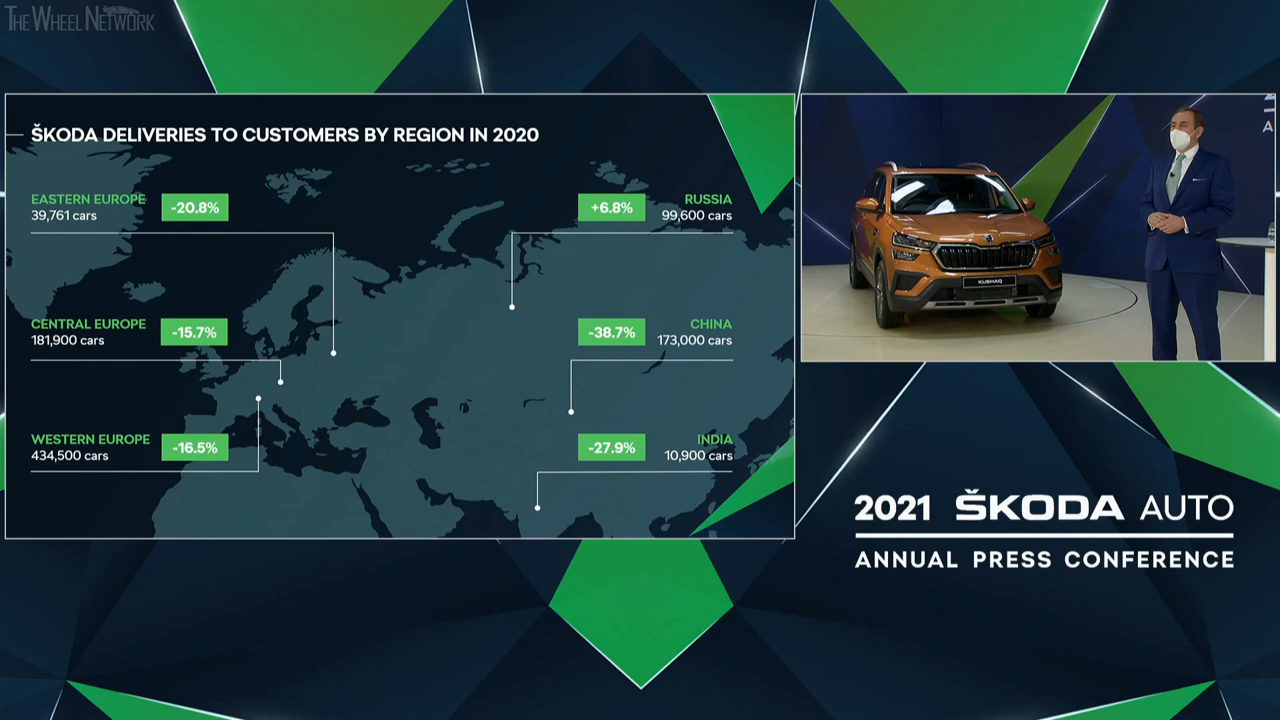 THE WHEEL NETWORK
ŠKODA DELIVERIES TO CUSTOMERS BY REGION IN 2020
EASTERN EUROPE
39,761 cars
-20.8%
+6.8%
RUSSIA
99,600 cars
CENTRAL EUROPE
181,900 cars
-15.7%
-38.7%
CHINA
173,000 cars
WESTERN EUROPE
434,500 cars
-16.5%
-27.9%
INDIA
10,900 cars
KUSHAQ
2021 ŠKODA AUTO
ANNUAL PRESS CONFERENCE